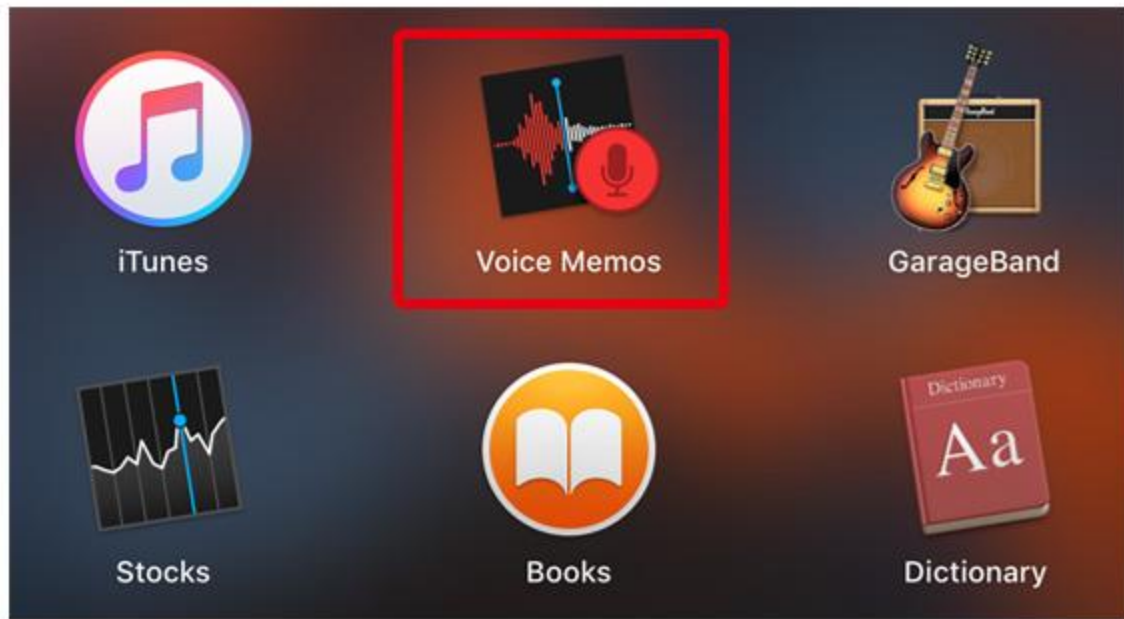 iTunes
Voice Memos
GarageBand
Stocks
Books
Dictionary
Aa
Dictionary